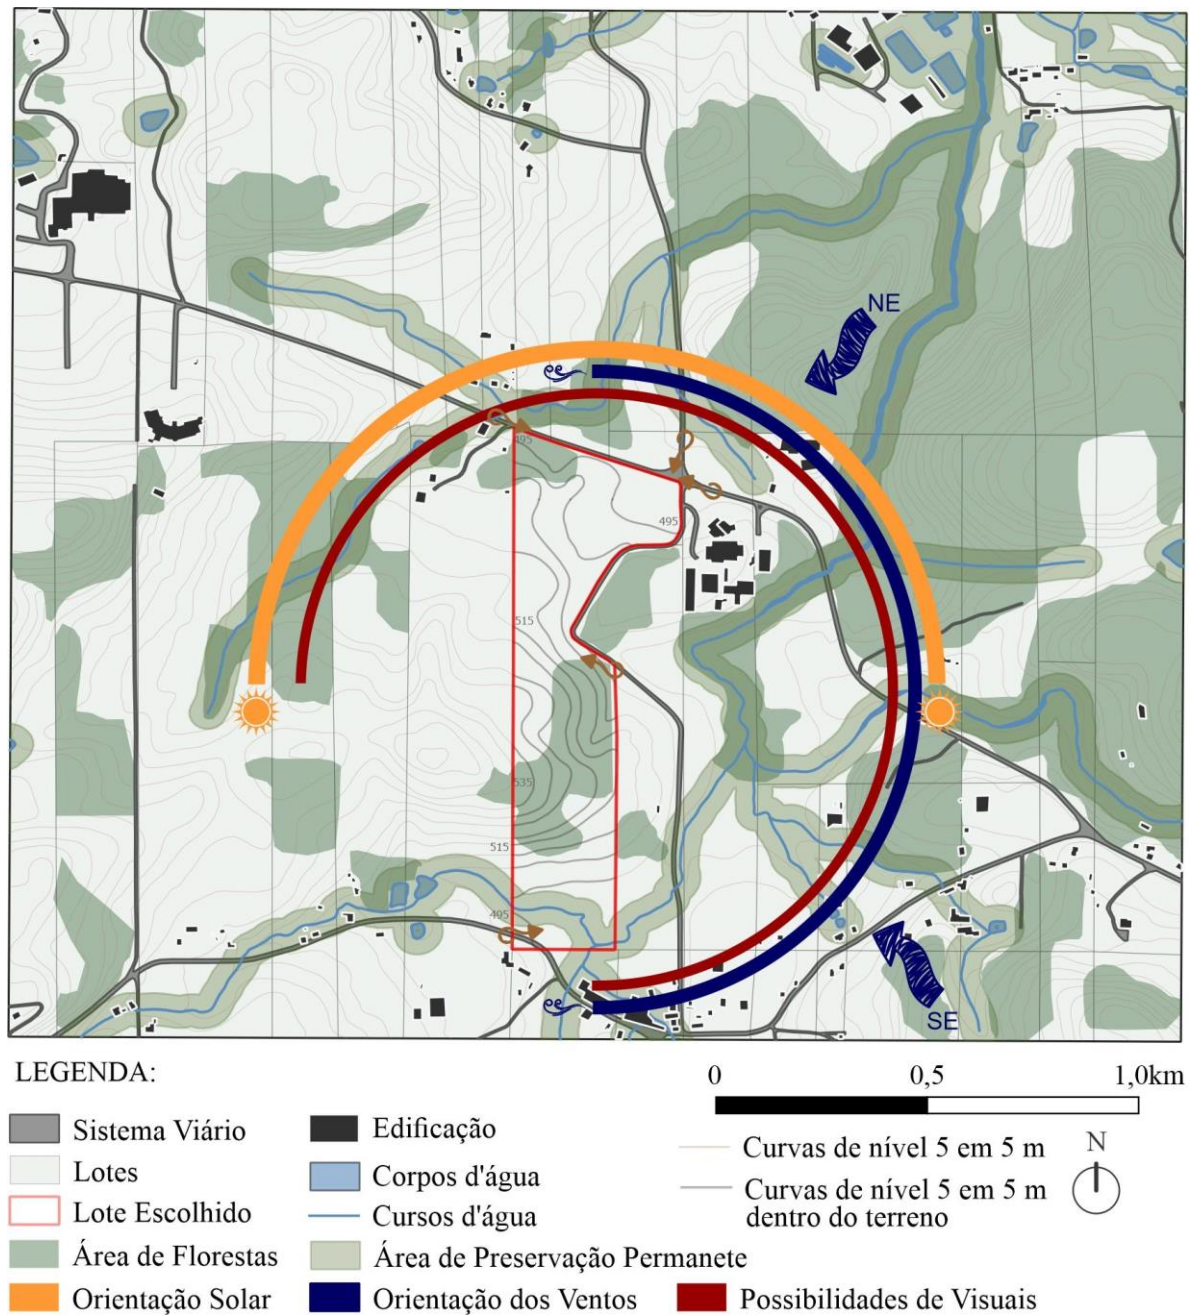 NE
495
495
515
535
515
495
SE
LEGENDA:
0 0,5 1,0km
Sistema Viário
Edificação
Curvas de nível 5 em 5 m
N
Lotes
Corpos d'água
Curvas de nível 5 em 5 m
dentro do terreno
Lote Escolhido
Cursos d'água
Área de Florestas
Área de Preservação Permanete
Orientação Solar
Orientação dos Ventos
Possibilidades de Visuais